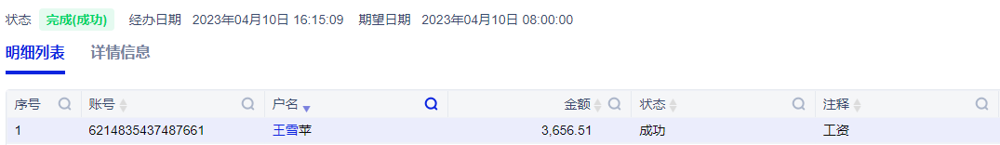 状态 完成(成功) 经办日期 2023年04月10日 16:15:09 期望日期 2023年04月10日 08:00:00
明细列表 详情信息
序号 账号 户名 金额 状态 注释
1 6214835437487661 王雪苹 3,656.51 成功 工资